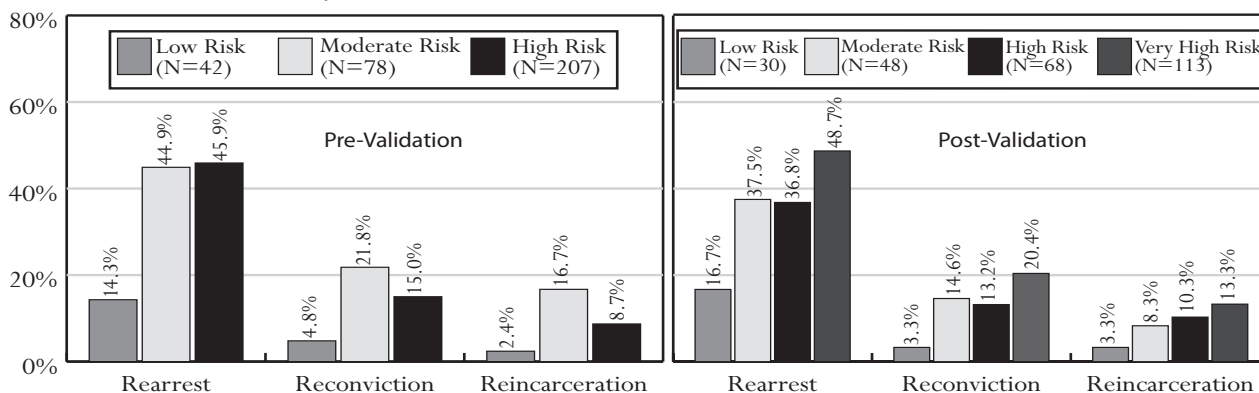 80%
60%
40%
20%
0%
Low Risk
(N=42)
Moderate Risk
(N=78)
High Risk
(N=207)
Pre-Validation
14.3%
44.9%
45.9%
4.8%
21.8%
15.0%
2.4%
16.7%
8.7%
Rearrest
Reconviction
Reincarceration
Low Risk
(N=30)
Moderate Risk
(N=48)
High Risk
(N=68)
Very High Risk
(N=113)
Post-Validation
16.7%
37.5%
36.8%
48.7%
3.3%
14.6%
13.2%
20.4%
3.3%
8.3%
10.3%
13.3%
Rearrest
Reconviction
Reincarceration